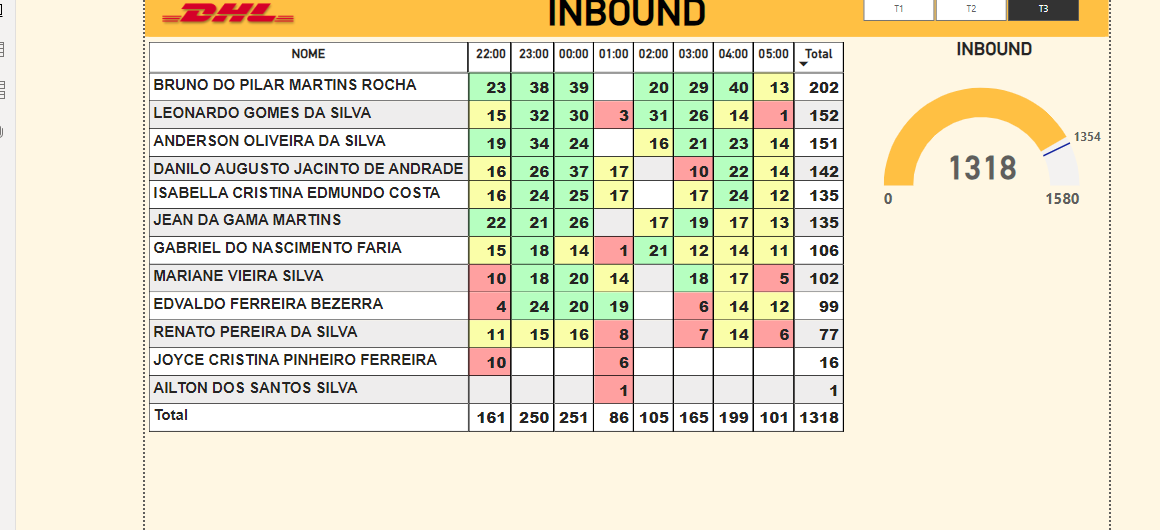 DHL
INBOUND
T1 T2 T3
NOME 22:00 23:00 00:00 01:00 02:00 03:00 04:00 05:00 Total
BRUNO DO PILAR MARTINS ROCHA 23 38 39 20 29 40 13 202
LEONARDO GOMES DA SILVA 15 32 30 3 31 26 14 1 152
ANDERSON OLIVEIRA DA SILVA 19 34 24 16 21 23 14 151
DANILO AUGUSTO JACINTO DE ANDRADE 16 26 37 17 10 22 14 142
ISABELLA CRISTINA EDMUNDO COSTA 16 24 25 17 17 24 12 135
JEAN DA GAMA MARTINS 22 21 26 17 19 17 13 135
GABRIEL DO NASCIMENTO FARIA 15 18 14 1 21 12 14 11 106
MARIANE VIEIRA SILVA 10 18 20 14 18 17 5 102
EDVALDO FERREIRA BEZERRA 4 24 20 19 6 14 12 99
RENATO PEREIRA DA SILVA 11 15 16 8 7 14 6 77
JOYCE CRISTINA PINHEIRO FERREIRA 10 6 16
AILTON DOS SANTOS SILVA 1 1
Total 161 250 251 86 105 165 199 101 1318
INBOUND
1354
1318
0 1580